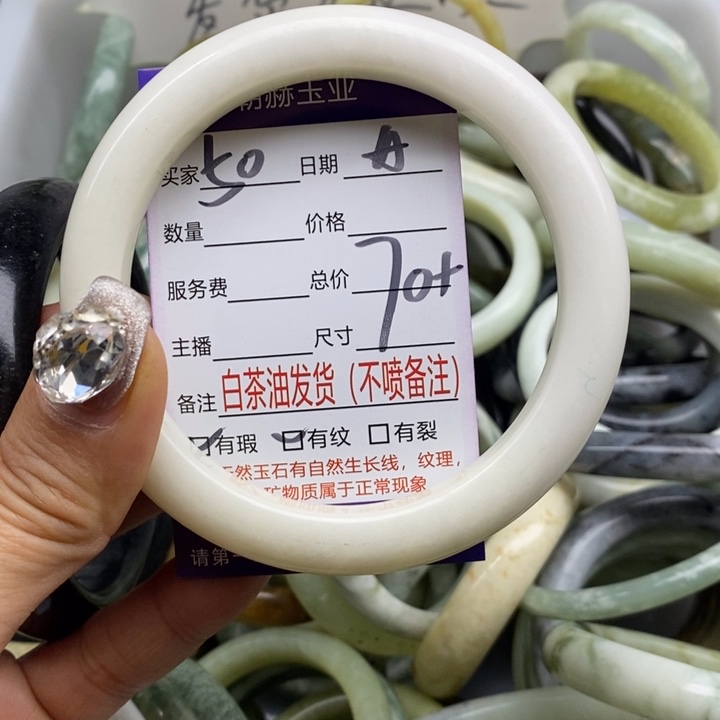 赫玉业
买家 50 日期 A
数量 价格
服务费 总价 70+
主播 尺寸
备注 白茶油发货（不喷备注）
有瑕 有纹 有裂
然玉石有自然生长线，纹理，
矿物质属于正常现象
请第一